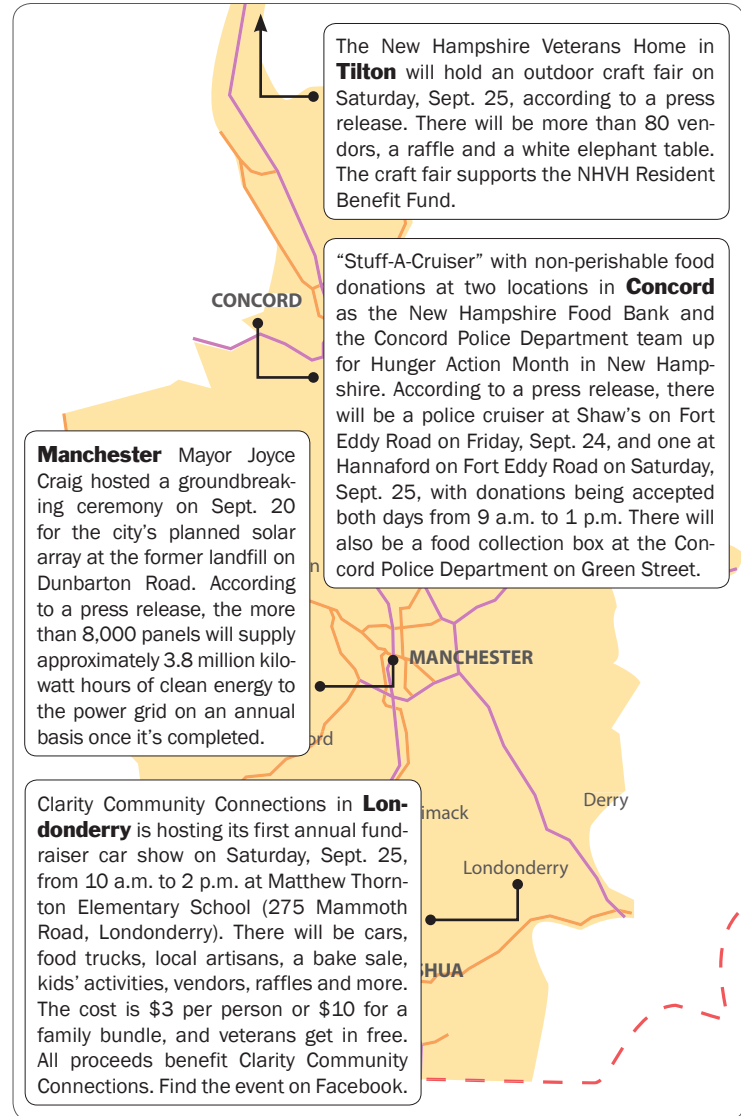 The New Hampshire Veterans Home in
Tilton will hold an outdoor craft fair on
Saturday, Sept. 25, according to a press
release. There will be more than 80 ven-
dors, a raffle and a white elephant table.
The craft fair supports the NHVH Resident
Benefit Fund.
"Stuff-A-Cruiser" with non-perishable food
donations at two locations in Concord
as the New Hampshire Food Bank and
the Concord Police Department team up
for Hunger Action Month in New Hamp-
shire. According to a press release, there
will be a police cruiser at Shaw's on Fort
Eddy Road on Friday, Sept. 24, and one at
Hannaford on Fort Eddy Road on Saturday,
Sept. 25, with donations being accepted
both days from 9 a.m. to 1 p.m. There will
also be a food collection box at the Con-
cord Police Department on Green Street.
CONCORD
Manchester Mayor Joyce
Craig hosted a groundbreak-
ing ceremony on Sept. 20
for the city's planned solar
array at the former landfill on
Dunbarton Road. According
to a press release, the more
than 8,000 panels will supply
approximately 3.8 million kilo-
watt hours of clean energy to
the power grid on an annual
basis once it's completed.
n
MANCHESTER
ord
Clarity Community Connections in Lon-
donderry is hosting its first annual fund-
raiser car show on Saturday, Sept. 25,
from 10 a.m. to 2 p.m. at Matthew Thorn-
ton Elementary School (275 Mammoth
Road, Londonderry). There will be cars,
food trucks, local artisans, a bake sale,
kids' activities, vendors, raffles and more.
The cost is $3 per person or $10 for a
family bundle, and veterans get in free.
All proceeds benefit Clarity Community
Connections. Find the event on Facebook.
imack
Derry
Londonderry
SHUA